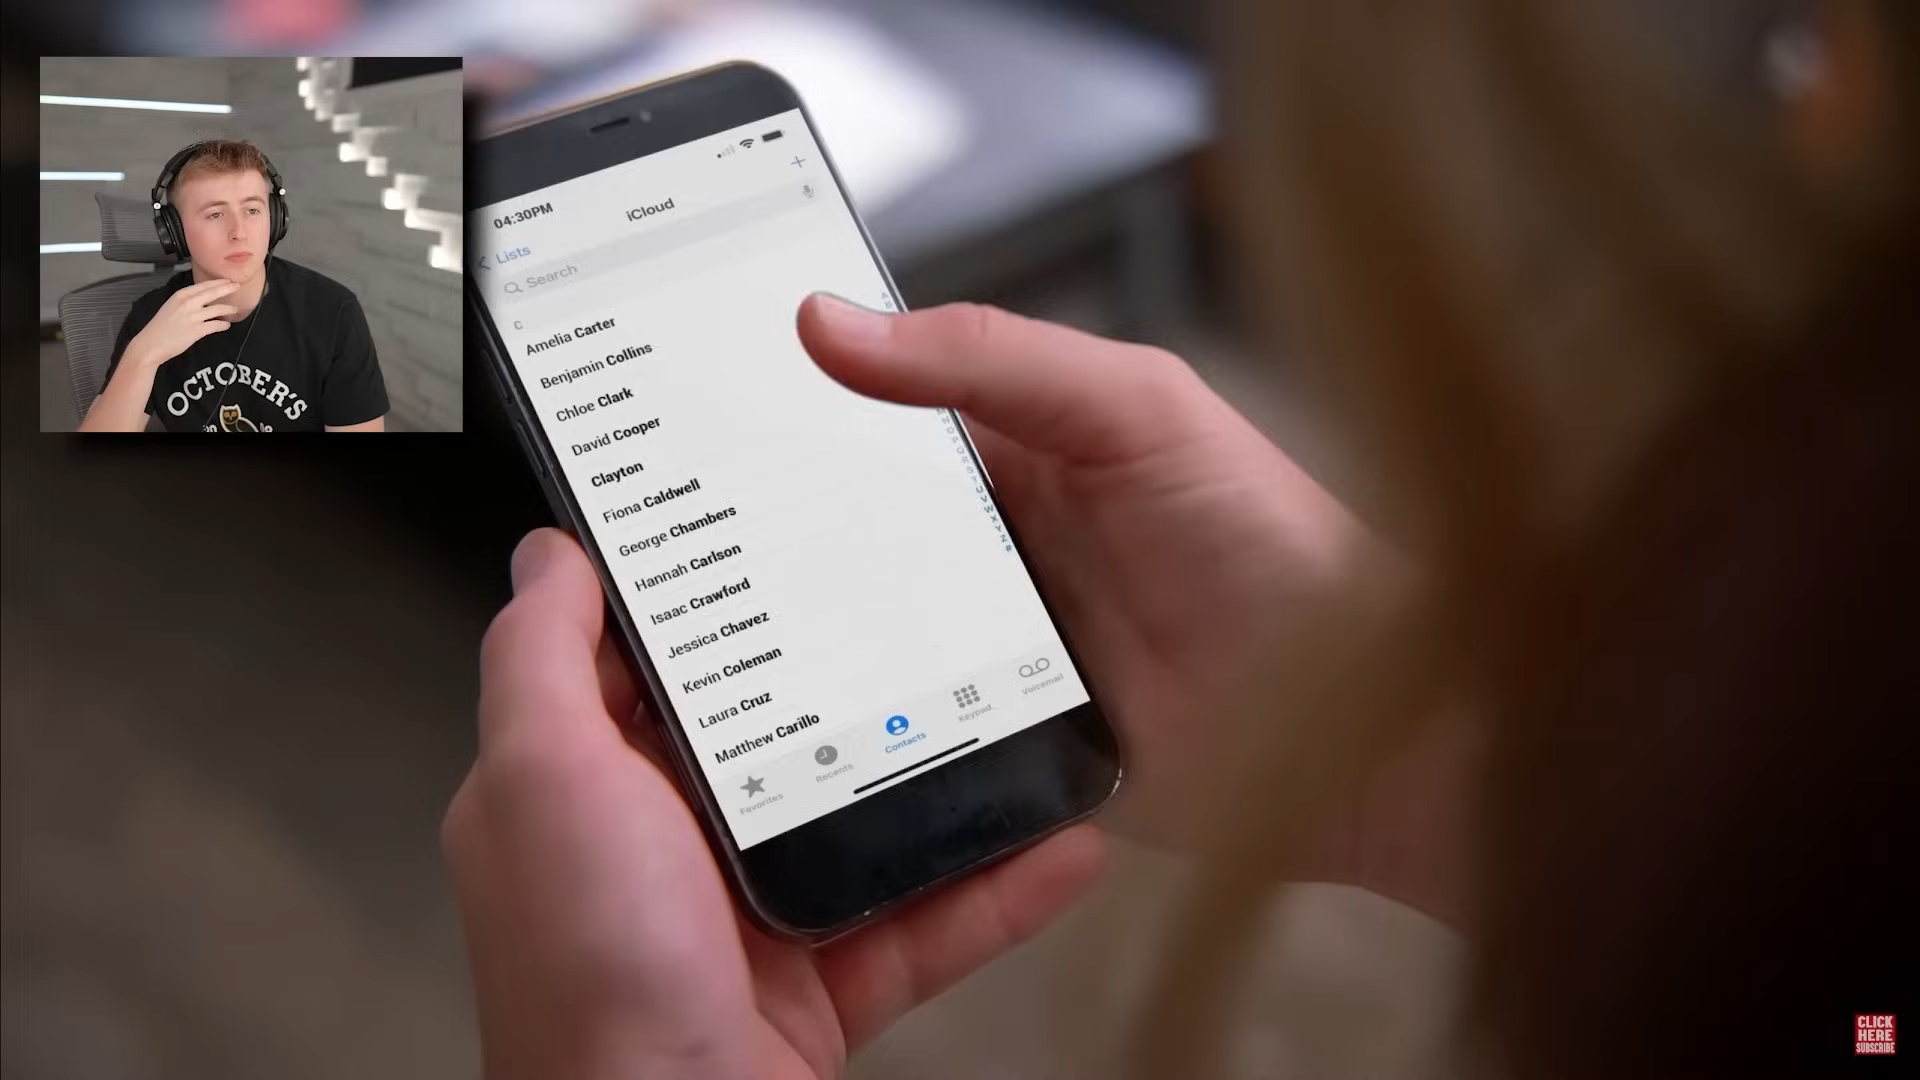 OCTOBER'S
04:30PM
iCloud
Lists
Search
C
Amelia Carter
Benjamin Collins
Chloe Clark
David Cooper
Clayton
Fiona Caldwell
George Chambers
Hannah Carlson
Isaac Crawford
Jessica Chavez
Kevin Coleman
Laura Cruz
Matthew Carillo
Favorites
Recents
Contacts
Keypad
Voicemail
CLICK
HERE
SUBSCRIBE